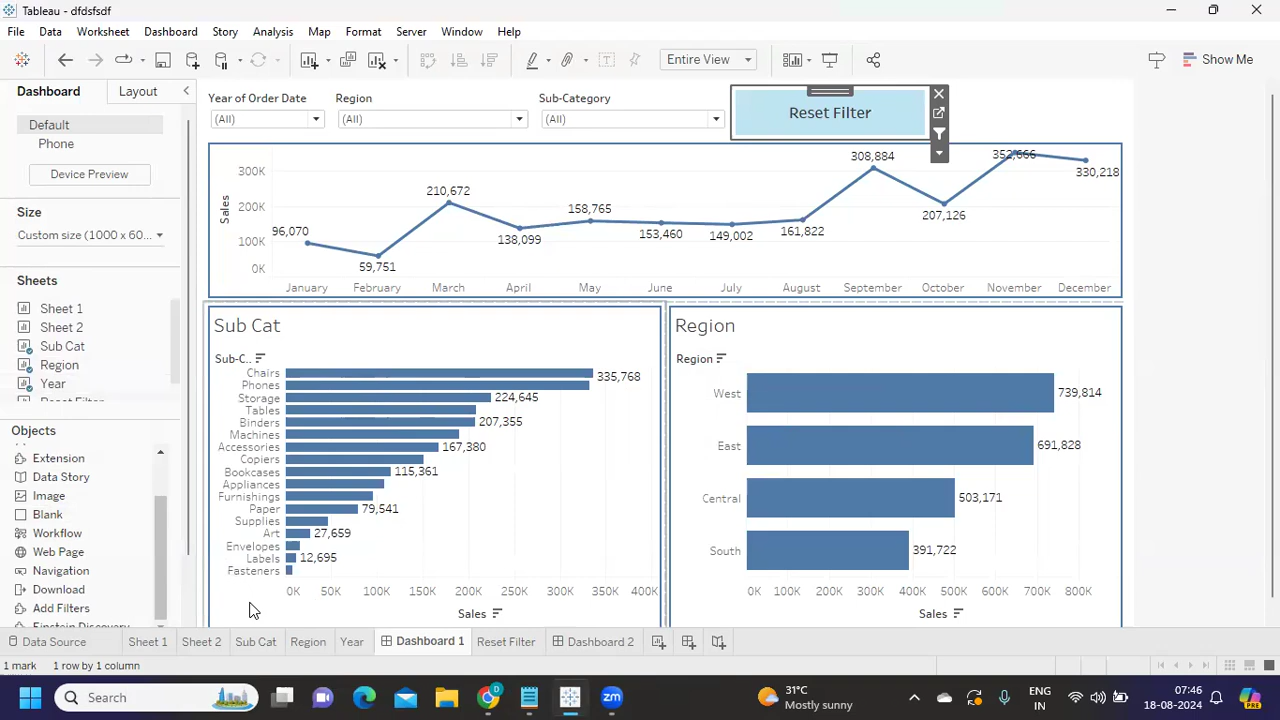 Tableau - dfdsfsdf
File Data Worksheet Dashboard Story Analysis Map Format Server Window Help
Entire View
Show Me
Dashboard Layout
Default
Phone
Device Preview
Size
Custom size (1000 x 60...
Sheets
Sheet 1
Sheet 2
Sub Cat
Region
Year
Reset Filter
Objects
Extension
Data Story
Image
Blank
Workflow
Web Page
Navigation
Download
Add Filters
Einstein Discovery
Year of Order Date Region Sub-Category
(All) (All) (All)
Reset Filter
Sales
300K
200K
100K
0K
96,070
59,751
210,672
138,099
158,765
153,460
149,002
161,822
308,884
207,126
352,666
330,218
January February March April May June July August September October November December
Sub Cat
Sub-C..
Chairs 335,768
Phones
Storage 224,645
Tables
Binders 207,355
Machines
Accessories 167,380
Copiers
Bookcases 115,361
Appliances
Furnishings
Paper 79,541
Supplies
Art 27,659
Envelopes
Labels 12,695
Fasteners
0K 50K 100K 150K 200K 250K 300K 350K 400K
Sales
Region
Region
West 739,814
East 691,828
Central 503,171
South 391,722
0K 100K 200K 300K 400K 500K 600K 700K 800K
Sales
Data Source Sheet 1 Sheet 2 Sub Cat Region Year Dashboard 1 Reset Filter Dashboard 2
1 mark 1 row by 1 column
Search
zm
D
31°C
Mostly sunny
ENG
IN
07:46
18-08-2024
PRE